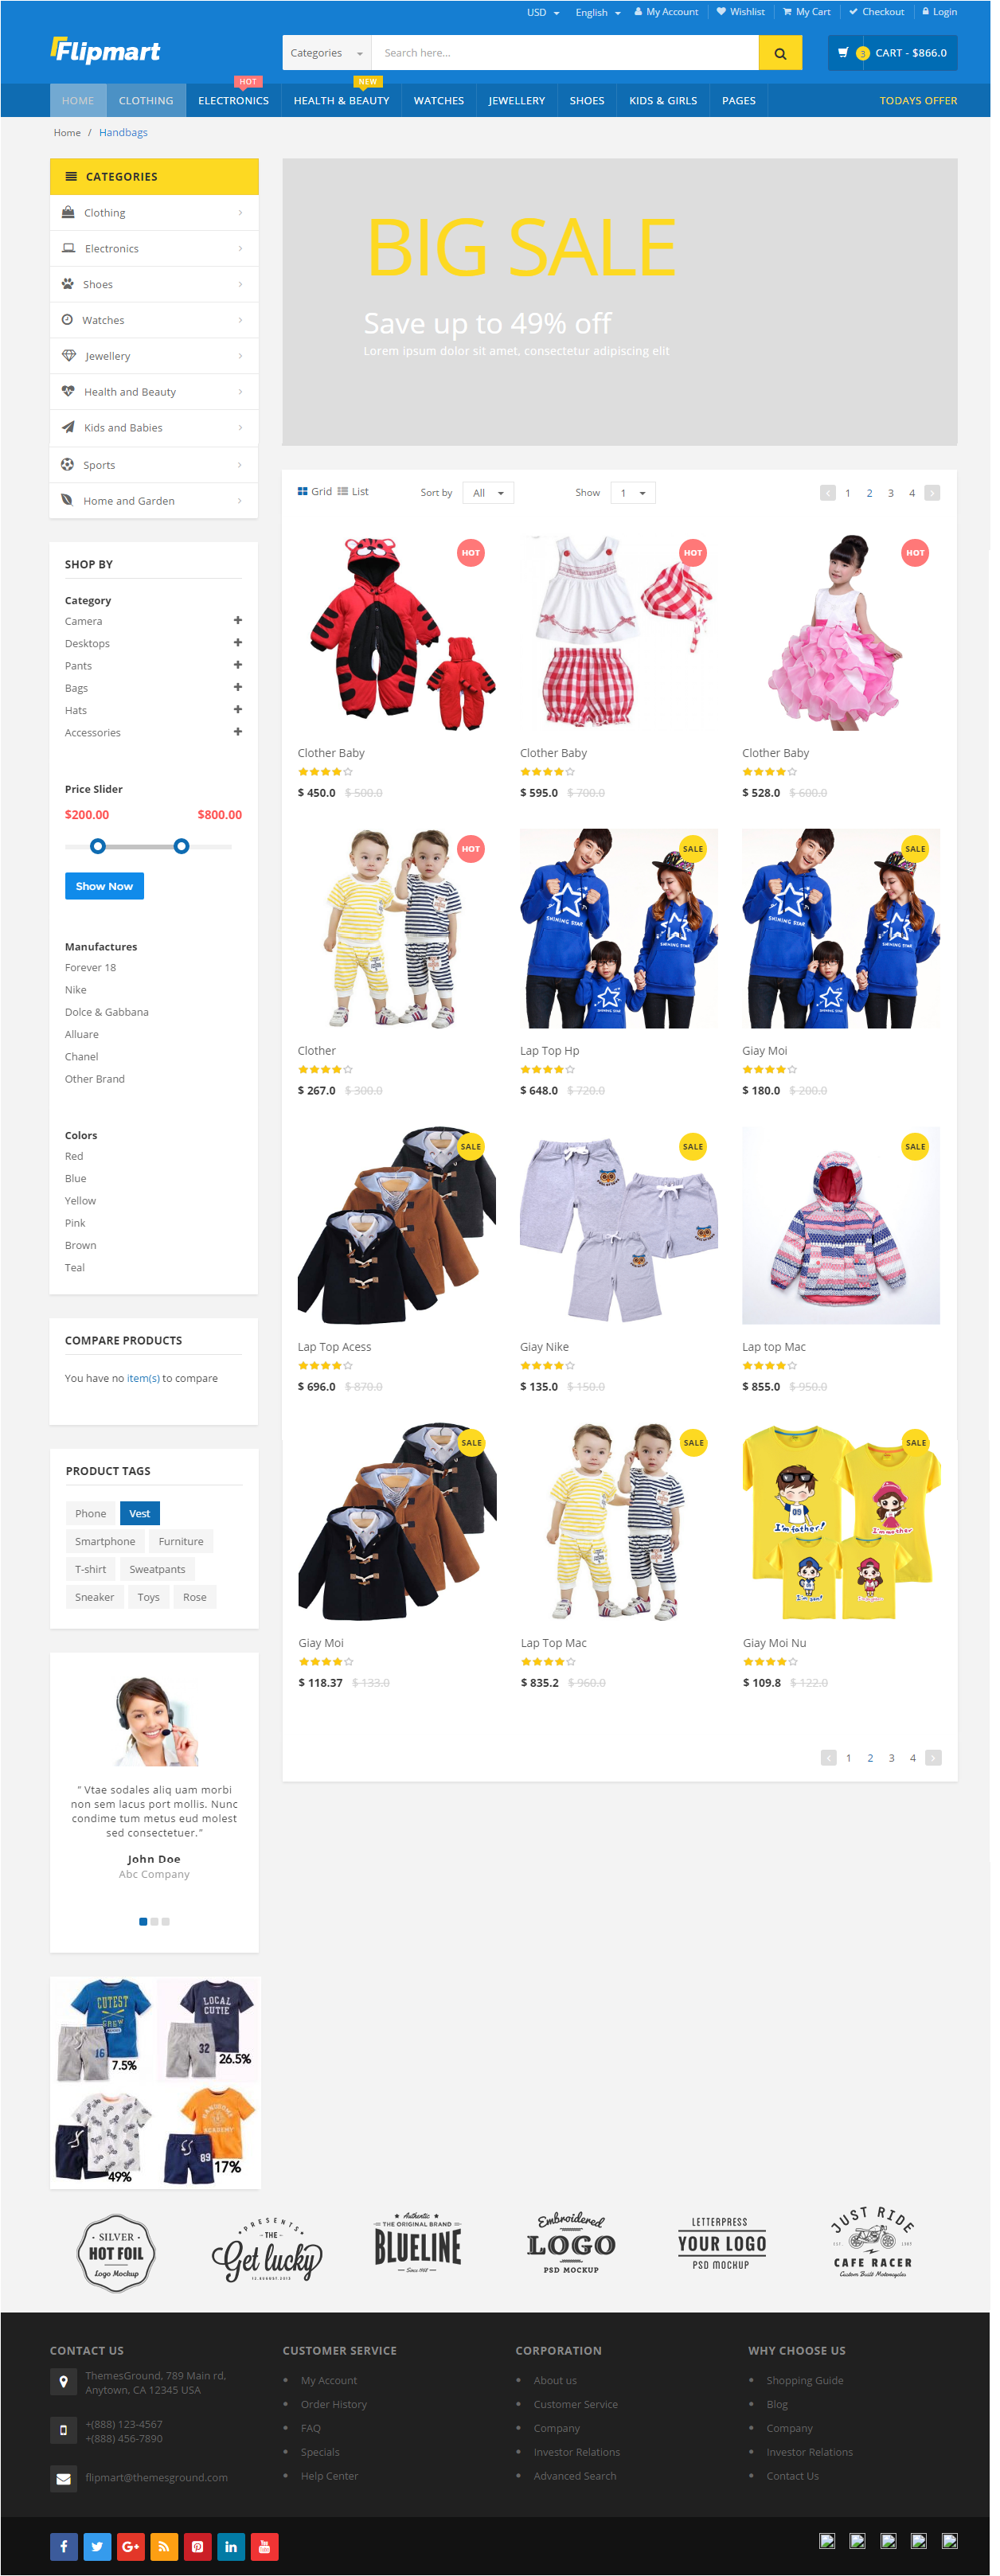 USD English My Account Wishlist My Cart Checkout Login
Flipmart
Categories Search here... 3 CART - $866.0
HOT NEW
HOME CLOTHING ELECTRONICS HEALTH & BEAUTY WATCHES JEWELLERY SHOES KIDS & GIRLS PAGES TODAYS OFFER
Home / Handbags
CATEGORIES
Clothing
Electronics
Shoes
Watches
Jewellery
Health and Beauty
Kids and Babies
Sports
Home and Garden
SHOP BY
Category
Camera
Desktops
Pants
Bags
Hats
Accessories
Price Slider
$200.00 $800.00
Show Now
Manufactures
Forever 18
Nike
Dolce & Gabbana
Alluare
Chanel
Other Brand
Colors
Red
Blue
Yellow
Pink
Brown
Teal
COMPARE PRODUCTS
You have no item(s) to compare
PRODUCT TAGS
Phone Vest
Smartphone Furniture
T-shirt Sweatpants
Sneaker Toys Rose
" Vtae sodales aliq uam morbi
non sem lacus port mollis. Nunc
condime tum metus eud molest
sed consectetuer."
John Doe
Abc Company
CUTEST CREW
LOCAL CUTIE
16 7.5% 32 26.5%
ACADEMY
49% 89 17%
BIG SALE
Save up to 49% off
Lorem ipsum dolor sit amet, consectetur adipiscing elit
Grid List Sort by All Show 1 1 2 3 4
HOT HOT HOT
Clother Baby Clother Baby Clother Baby
$ 450.0 $ 500.0 $ 595.0 $ 700.0 $ 528.0 $ 600.0
HOT SALE SALE
SHINING STAR SHINING STAR
Clother Lap Top Hp Giay Moi
$ 267.0 $ 300.0 $ 648.0 $ 720.0 $ 180.0 $ 200.0
SALE SALE SALE
Lap Top Acess Giay Nike Lap top Mac
$ 696.0 $ 870.0 $ 135.0 $ 150.0 $ 855.0 $ 950.0
SALE SALE SALE
09
I'm father! I'm mother
Giay Moi Lap Top Mac Giay Moi Nu
$ 118.37 $ 133.0 $ 835.2 $ 960.0 $ 109.8 $ 122.0
1 2 3 4
SILVER
HOT FOIL
Logo Mockup
PRESENTS
THE
Get lucky
Authentic
THE ORIGINAL BRAND
BLUELINE
Embroidered
LOGO
PSD MOCKUP
LETTERPRESS
YOUR LOGO
PSD MOCKUP
JUST RIDE
CAFE RACER
Custom Built Motorcycles
CONTACT US
ThemesGround, 789 Main rd,
Anytown, CA 12345 USA
+(888) 123-4567
+(888) 456-7890
flipmart@themesground.com
CUSTOMER SERVICE
My Account
Order History
FAQ
Specials
Help Center
CORPORATION
About us
Customer Service
Company
Investor Relations
Advanced Search
WHY CHOOSE US
Shopping Guide
Blog
Company
Investor Relations
Contact Us